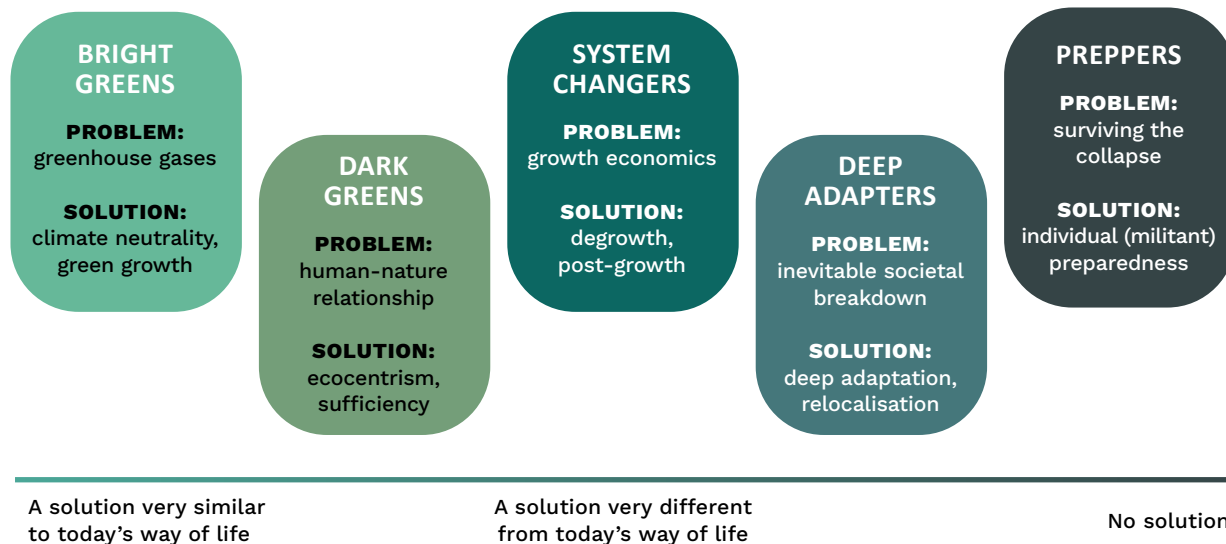 BRIGHT
GREENS
PROBLEM:
greenhouse gases
SOLUTION:
climate neutrality,
green growth
DARK
GREENS
PROBLEM:
human-nature
relationship
SOLUTION:
ecocentrism,
sufficiency
SYSTEM
CHANGERS
PROBLEM:
growth economics
SOLUTION:
degrowth,
post-growth
DEEP
ADAPTERS
PROBLEM:
inevitable societal
breakdown
SOLUTION:
deep adaptation,
relocalisation
PREPPERS
PROBLEM:
surviving the
collapse
SOLUTION:
individual (militant)
preparedness
A solution very similar
to today’s way of life
A solution very different
from today’s way of life
No solution